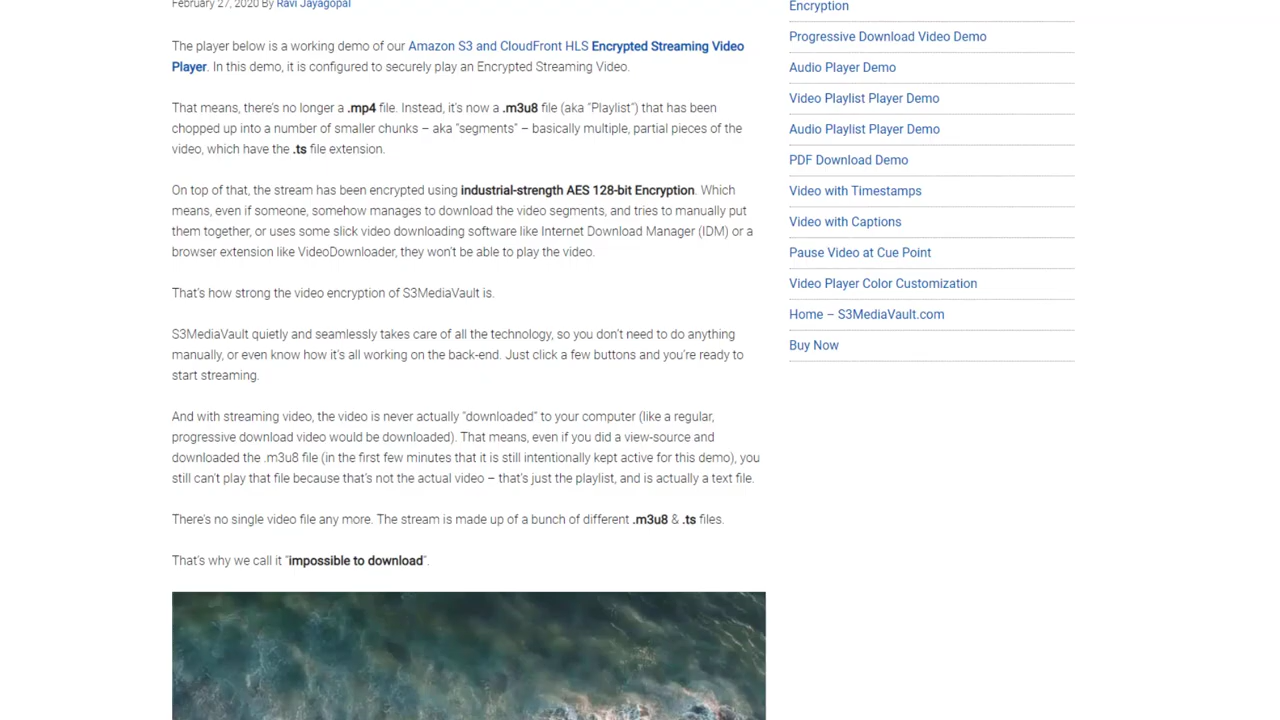 February 27, 2020 By Ravi Jayagopal
The player below is a working demo of our Amazon S3 and CloudFront HLS Encrypted Streaming Video
Player. In this demo, it is configured to securely play an Encrypted Streaming Video.
That means, there's no longer a .mp4 file. Instead, it's now a .m3u8 file (aka “Playlist”) that has been
chopped up into a number of smaller chunks – aka “segments” – basically multiple, partial pieces of the
video, which have the .ts file extension.
On top of that, the stream has been encrypted using industrial-strength AES 128-bit Encryption. Which
means, even if someone, somehow manages to download the video segments, and tries to manually put
them together, or uses some slick video downloading software like Internet Download Manager (IDM) or a
browser extension like VideoDownloader, they won't be able to play the video.
That's how strong the video encryption of S3MediaVault is.
S3MediaVault quietly and seamlessly takes care of all the technology, so you don't need to do anything
manually, or even know how it's all working on the back-end. Just click a few buttons and you're ready to
start streaming.
And with streaming video, the video is never actually “downloaded” to your computer (like a regular,
progressive download video would be downloaded). That means, even if you did a view-source and
downloaded the .m3u8 file (in the first few minutes that it is still intentionally kept active for this demo), you
still can't play that file because that's not the actual video – that's just the playlist, and is actually a text file.
There's no single video file any more. The stream is made up of a bunch of different .m3u8 & .ts files.
That's why we call it “impossible to download”.
Encryption
Progressive Download Video Demo
Audio Player Demo
Video Playlist Player Demo
Audio Playlist Player Demo
PDF Download Demo
Video with Timestamps
Video with Captions
Pause Video at Cue Point
Video Player Color Customization
Home – S3MediaVault.com
Buy Now